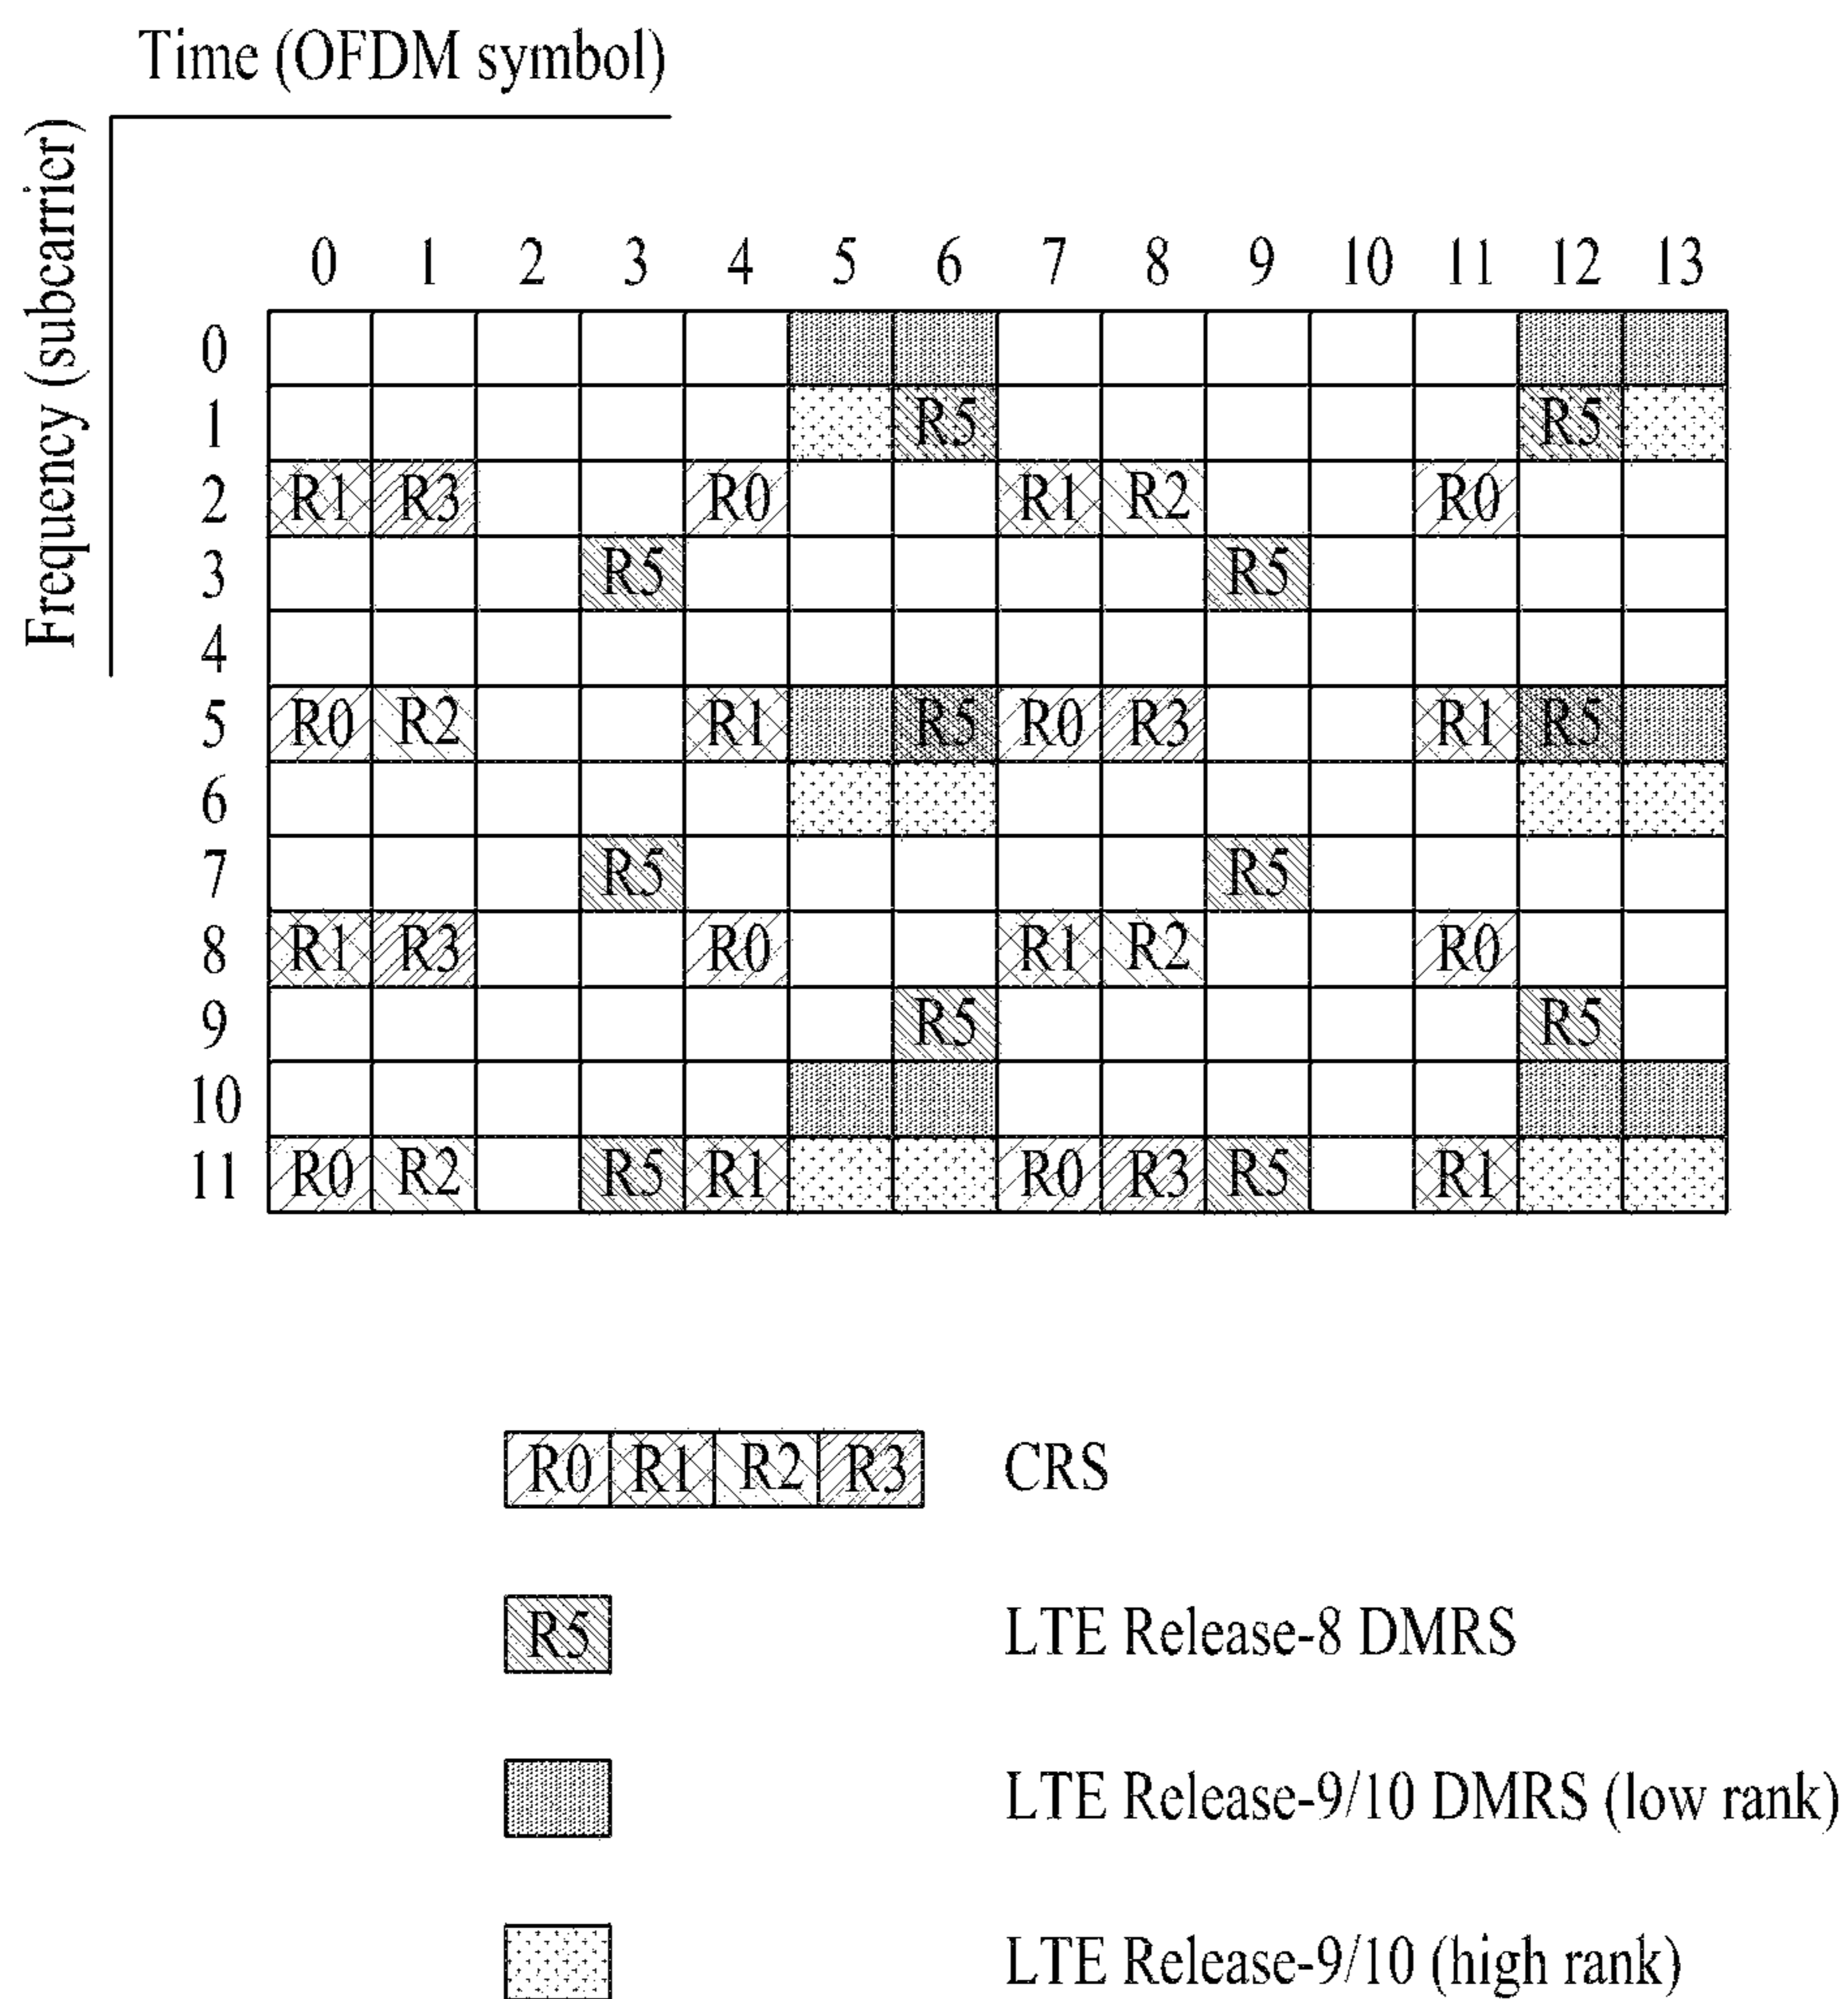 Time (OFDM symbol)
Frequency (subcarrier)
0 1 2 3 4 5 6 7 8 9 10 11 12 13
0
1 R5 R5
2 R1 R3 R0 R1 R2 R0
3 R5 R5
4
5 R0 R2 R1 R5 R0 R3 R1 R5
6
7 R5 R5
8 R1 R3 R0 R1 R2 R0
9 R5 R5
10
11 R0 R2 R5 R1 R0 R3 R5 R1
R0 R1 R2 R3 CRS
R5 LTE Release-8 DMRS
LTE Release-9/10 DMRS (low rank)
LTE Release-9/10 (high rank)